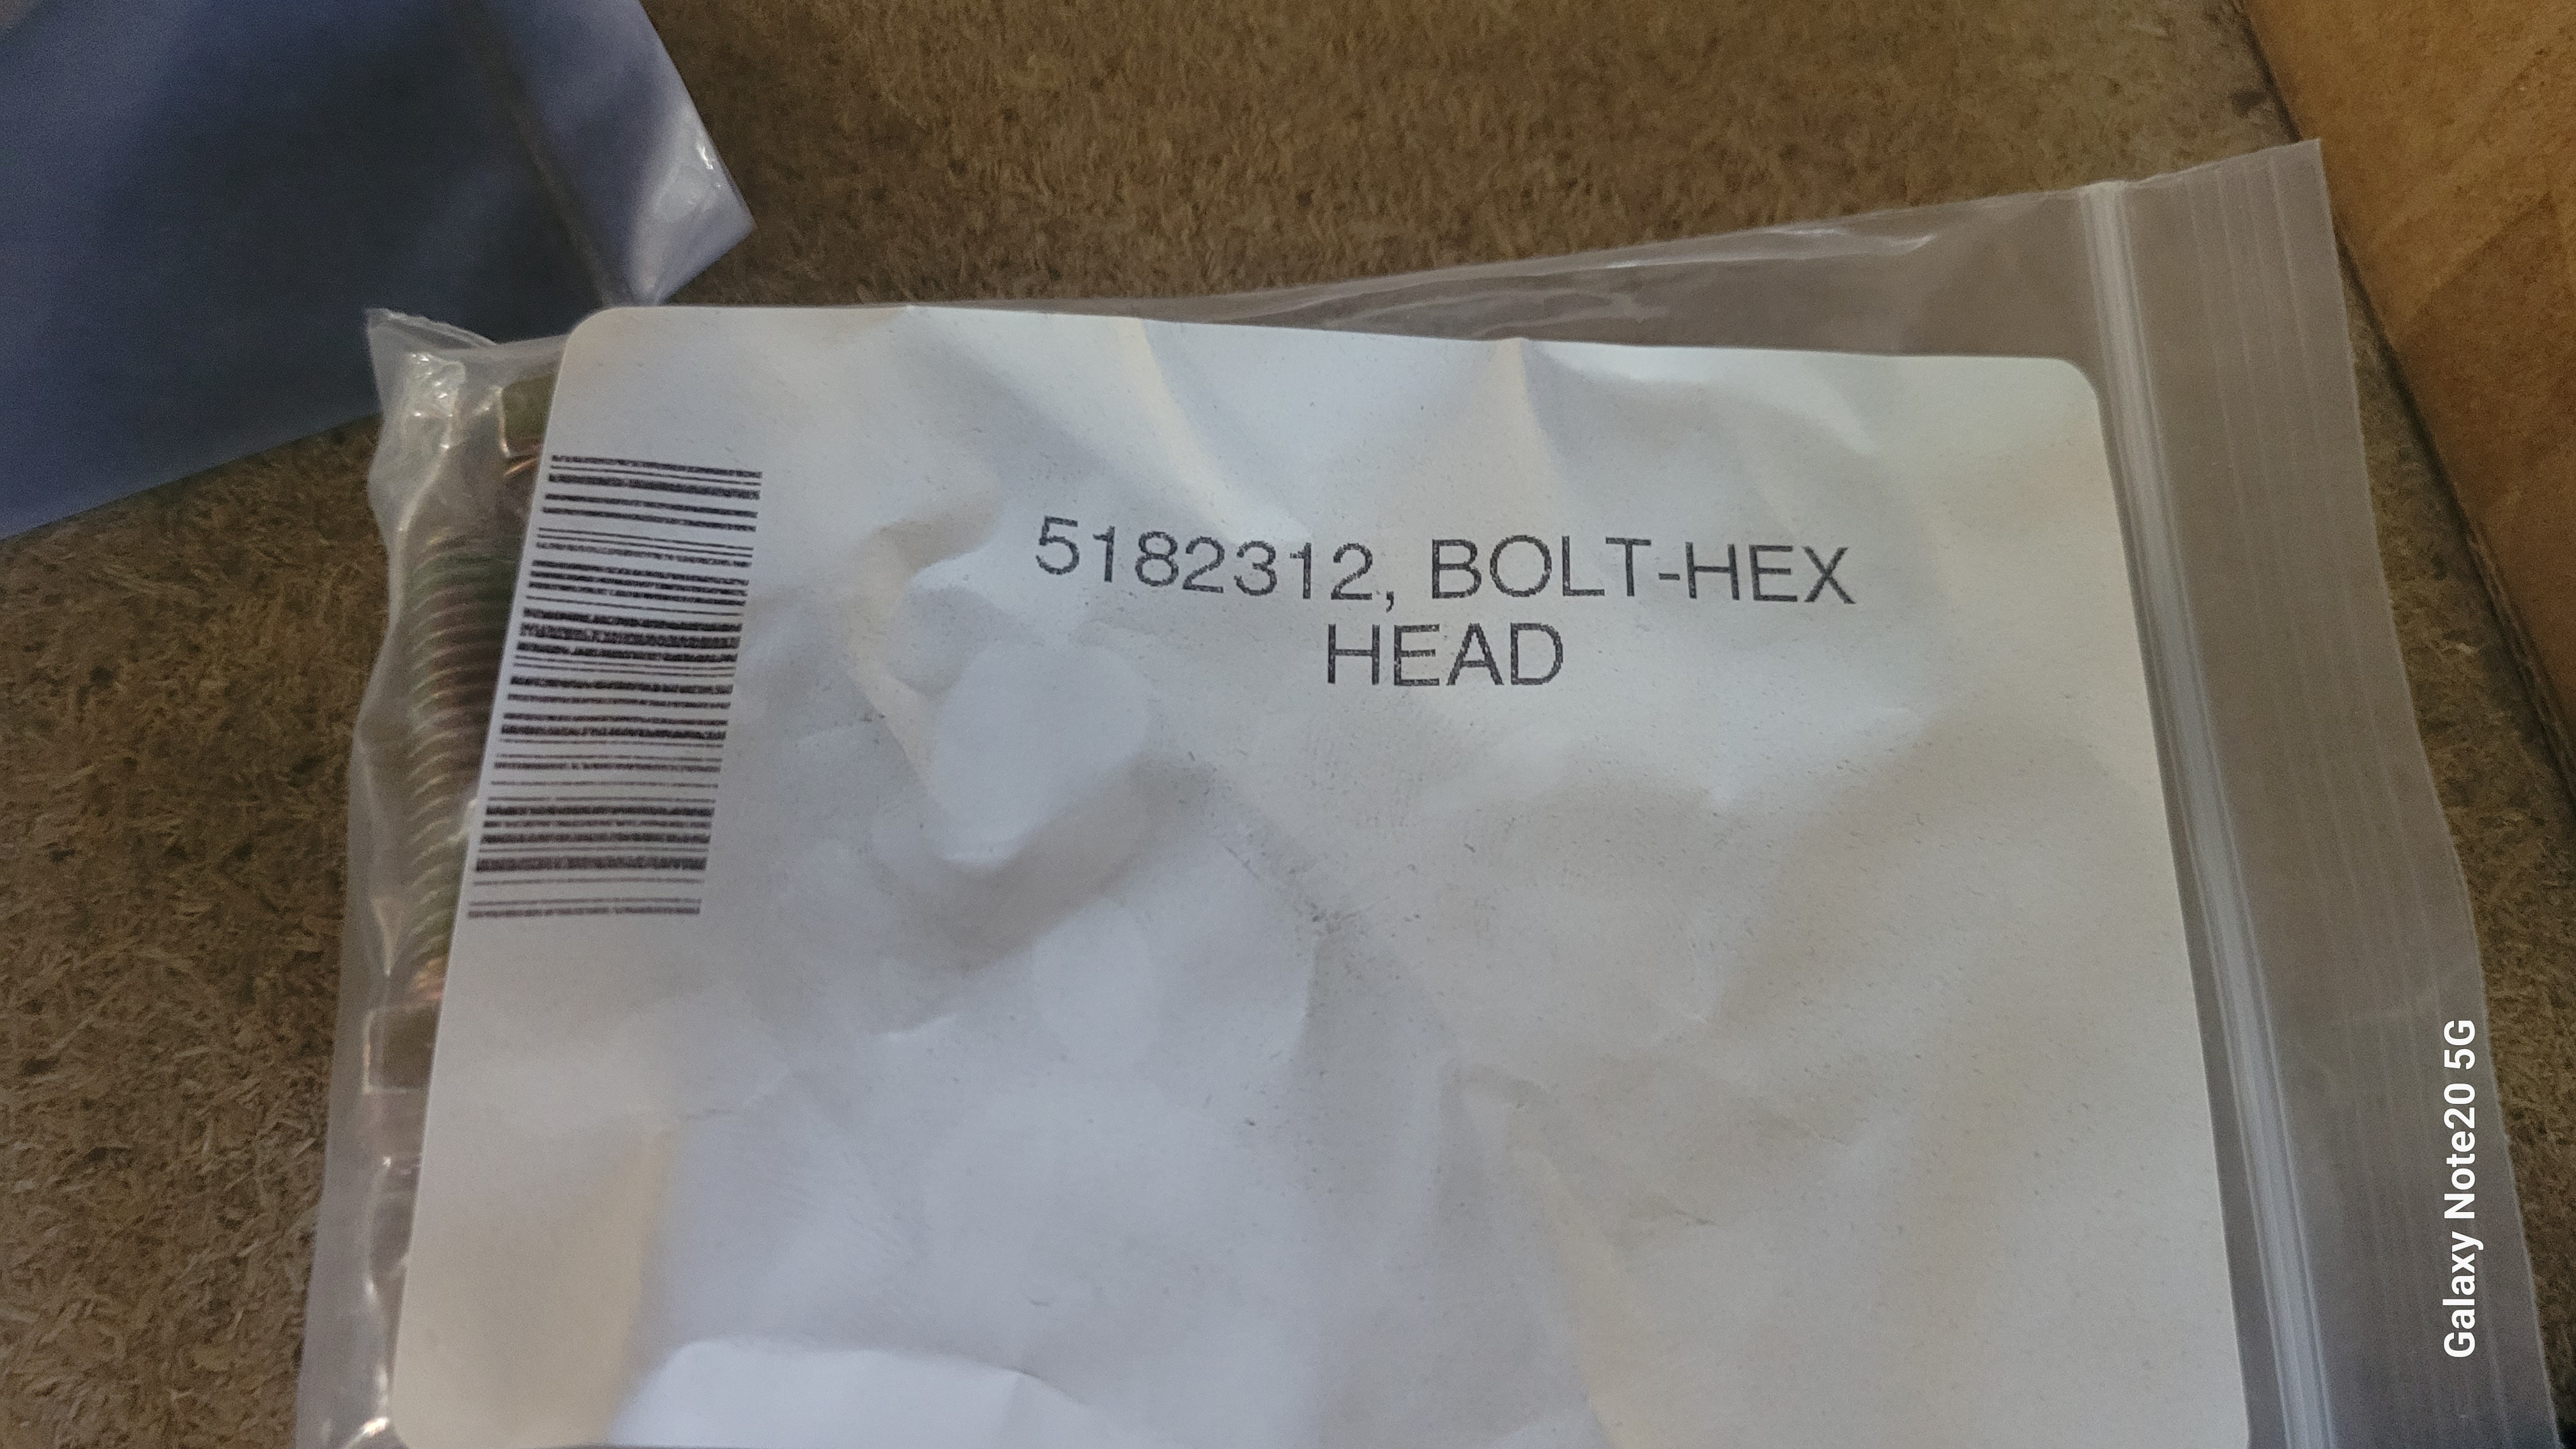 5182312, BOLT-HEX
HEAD
Galaxy Note20 5G